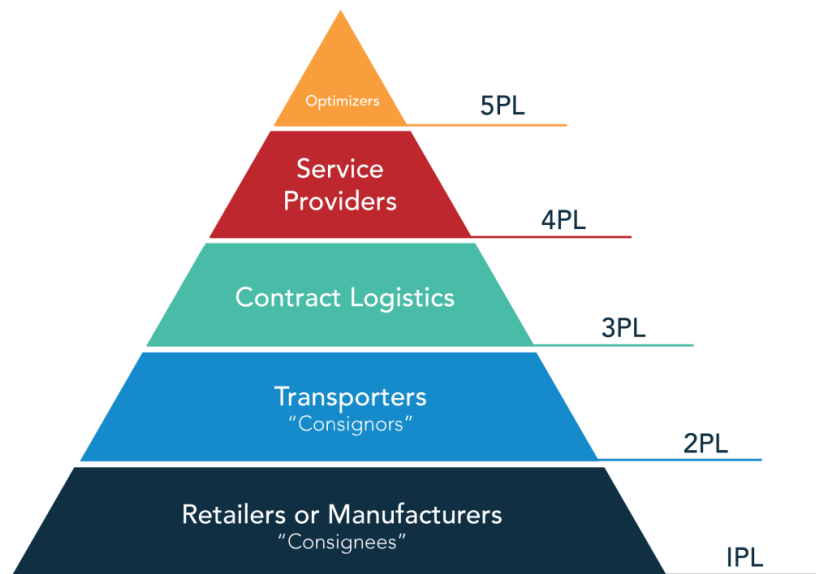 Optimizers
5PL
Service
Providers
4PL
Contract Logistics
3PL
Transporters
“Consignors”
2PL
Retailers or Manufacturers
“Consignees”
IPL